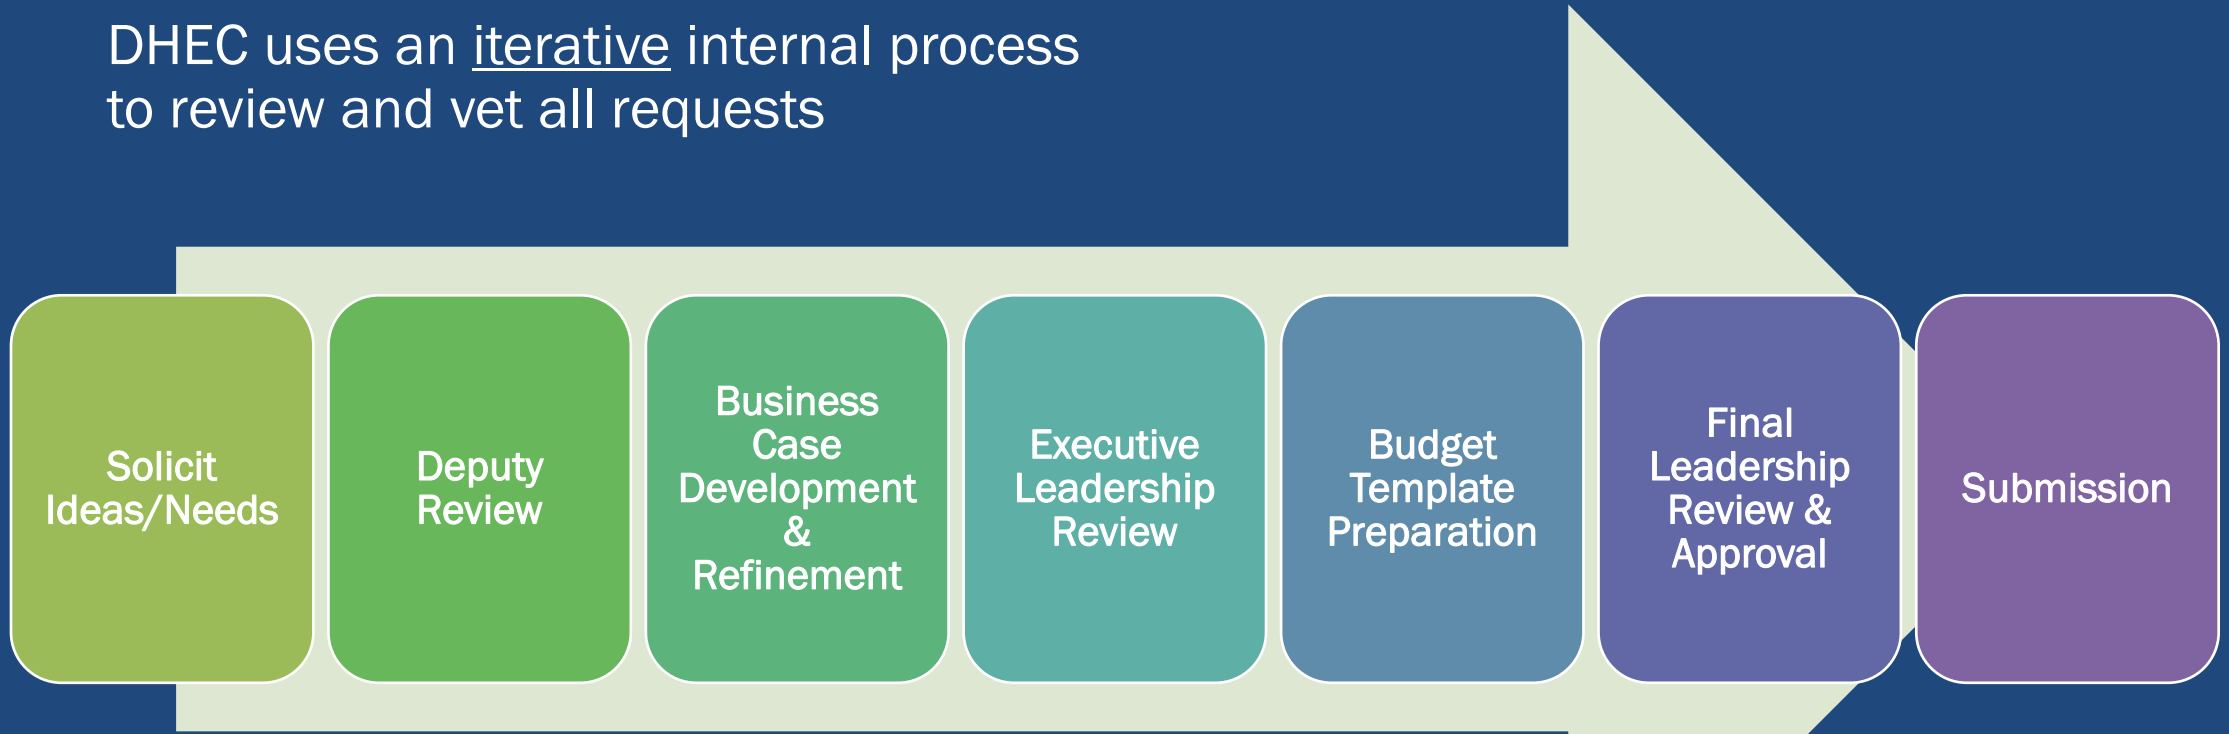 DHEC uses an iterative internal process
to review and vet all requests
Solicit
Ideas/Needs
Deputy
Review
Business
Case
Development
&
Refinement
Executive
Leadership
Review
Budget
Template
Preparation
Final
Leadership
Review &
Approval
Submission